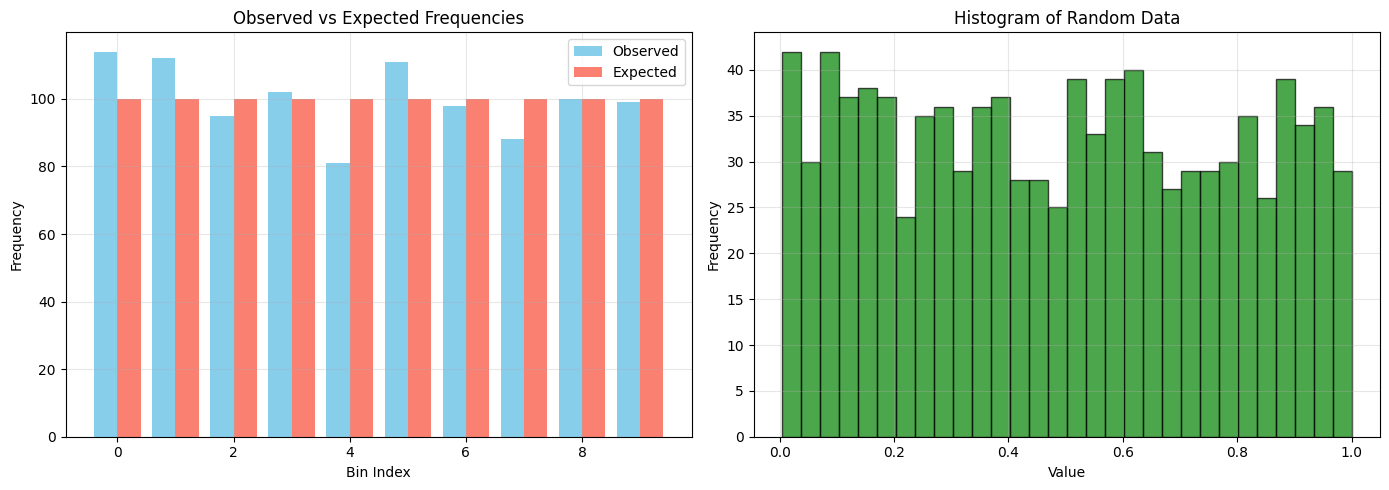 Observed vs Expected Frequencies
Observed
Expected
Frequency
100
80
60
40
20
0
0 2 4 6 8
Bin Index
Histogram of Random Data
Frequency
40
35
30
25
20
15
10
5
0
0.0 0.2 0.4 0.6 0.8 1.0
Value